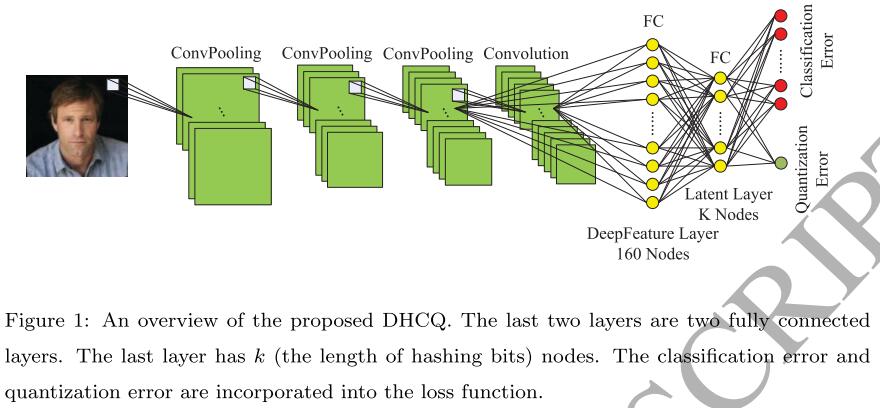 ConvPooling
ConvPooling
ConvPooling
Convolution
FC
FC
Classification
Error
Quantization
Error
Latent Layer
K Nodes
DeepFeature Layer
160 Nodes
Figure 1: An overview of the proposed DHCQ. The last two layers are two fully connected
layers. The last layer has k (the length of hashing bits) nodes. The classification error and
quantization error are incorporated into the loss function.
SCRIPT